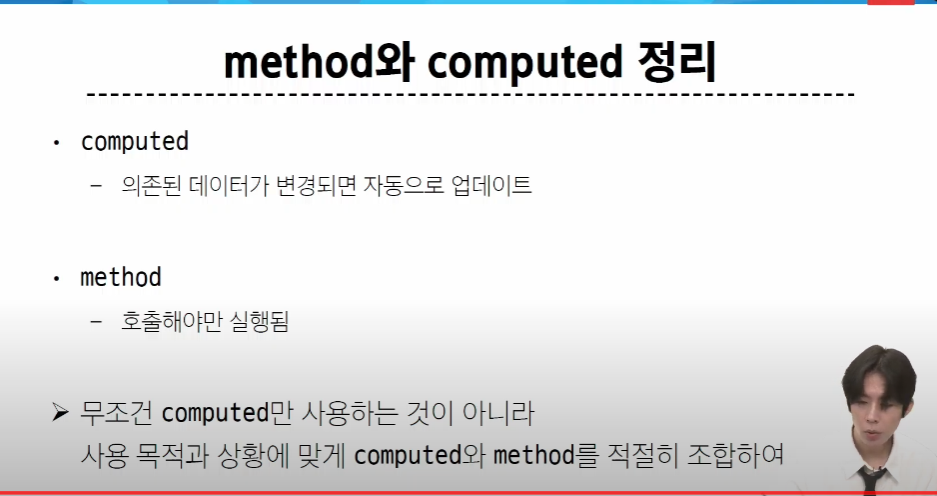 method와 computed 정리
• computed
– 의존된 데이터가 변경되면 자동으로 업데이트
• method
– 호출해야만 실행됨
➢ 무조건 computed만 사용하는 것이 아니라
사용 목적과 상황에 맞게 computed와 method를 적절히 조합하여